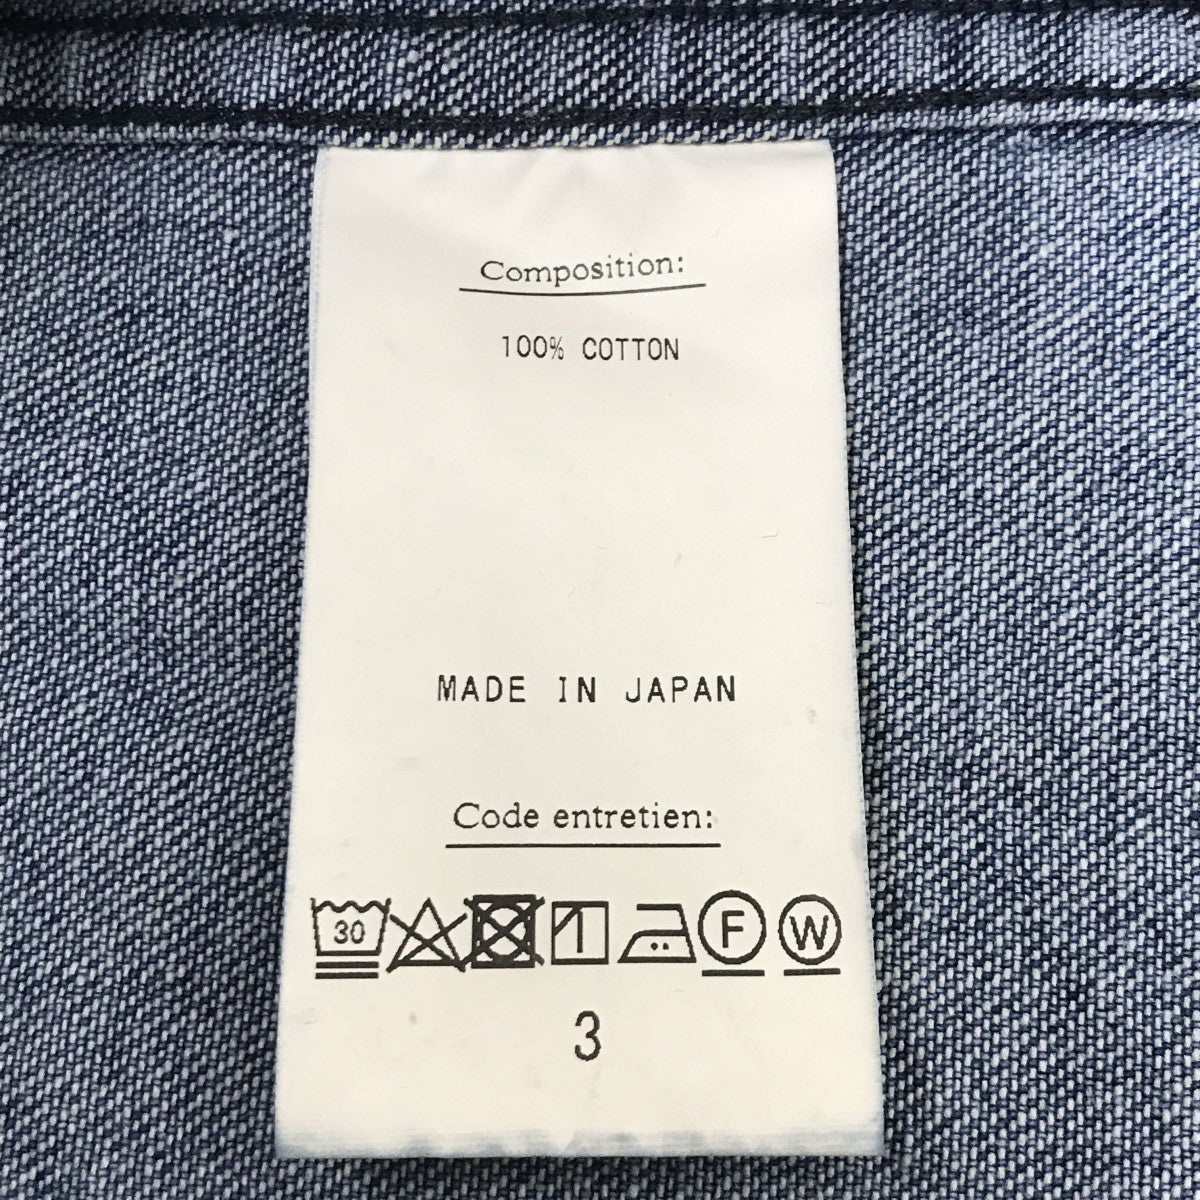 Composition:
100% COTTON
MADE IN JAPAN
Code entretien:
30 F W
3